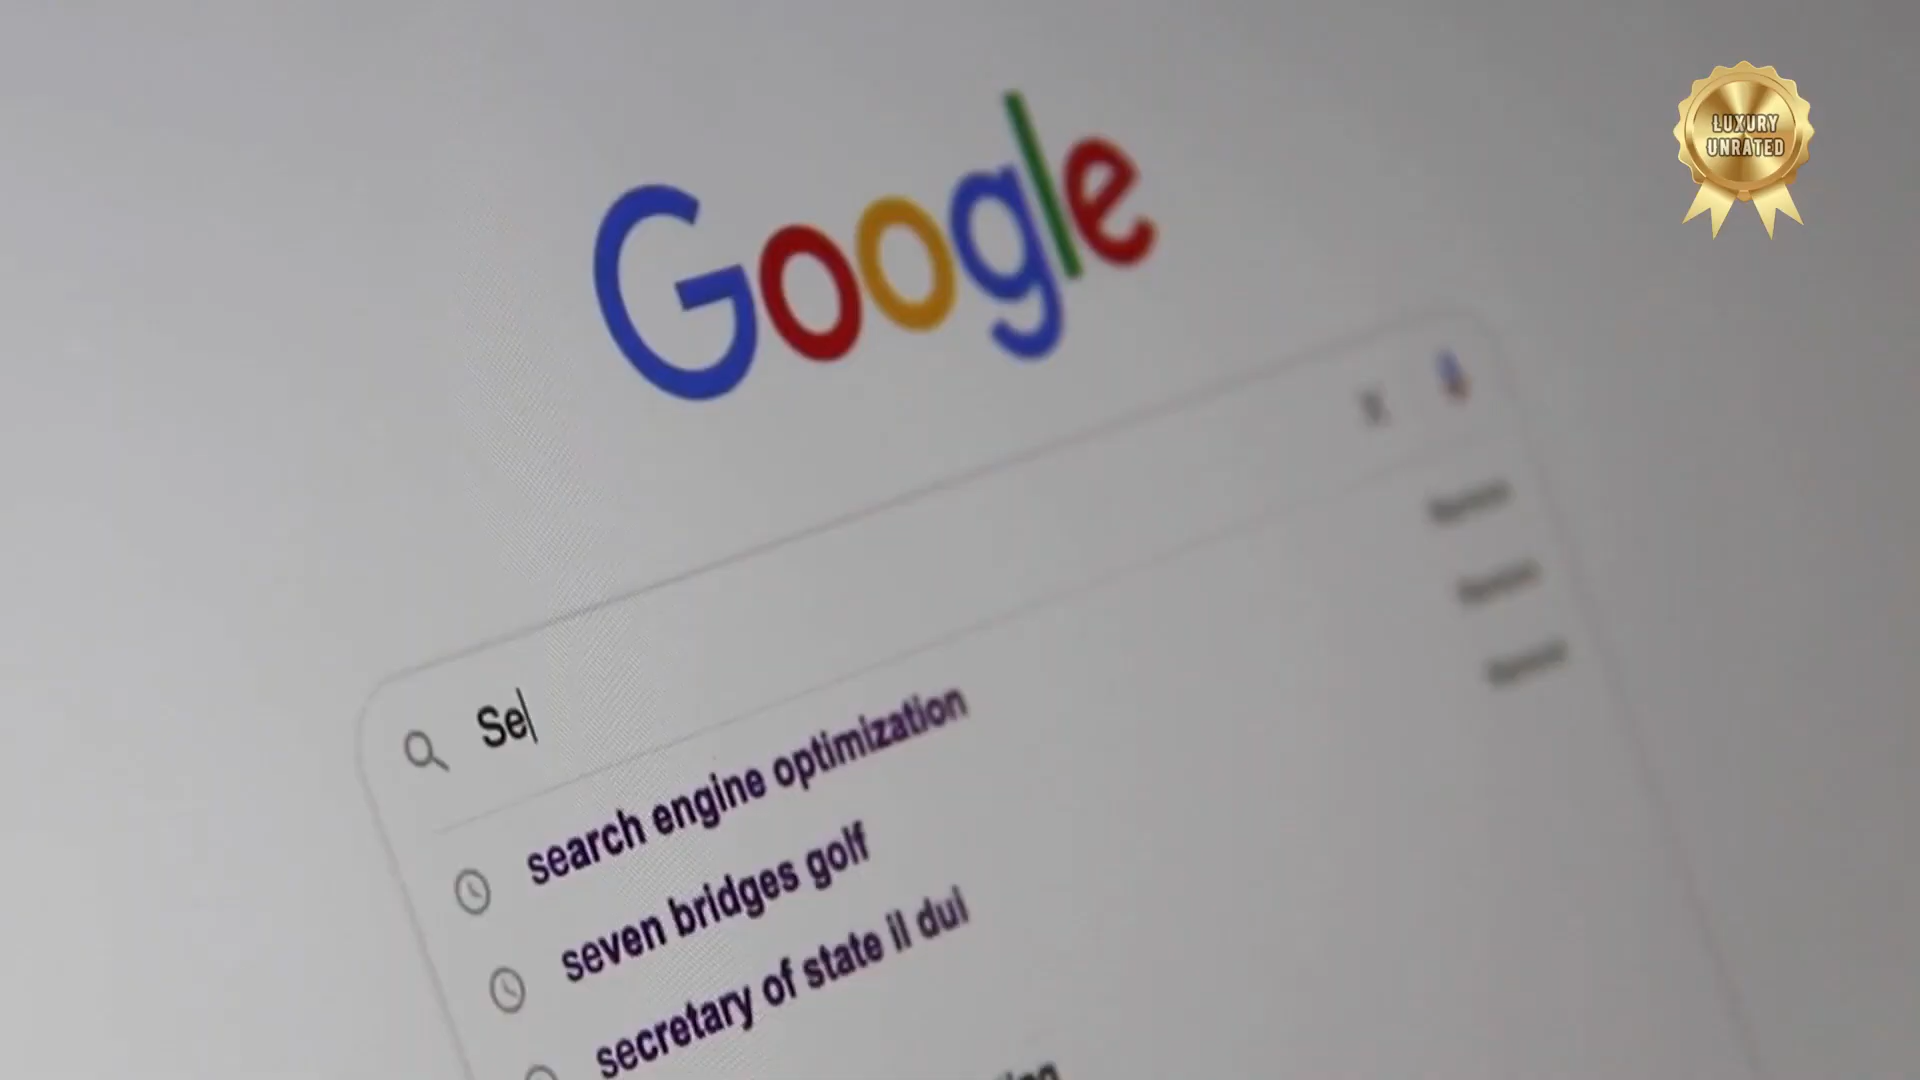 Google
LUXURY
UNRATED
Se
search engine optimization
seven bridges golf
secretary of state il dui